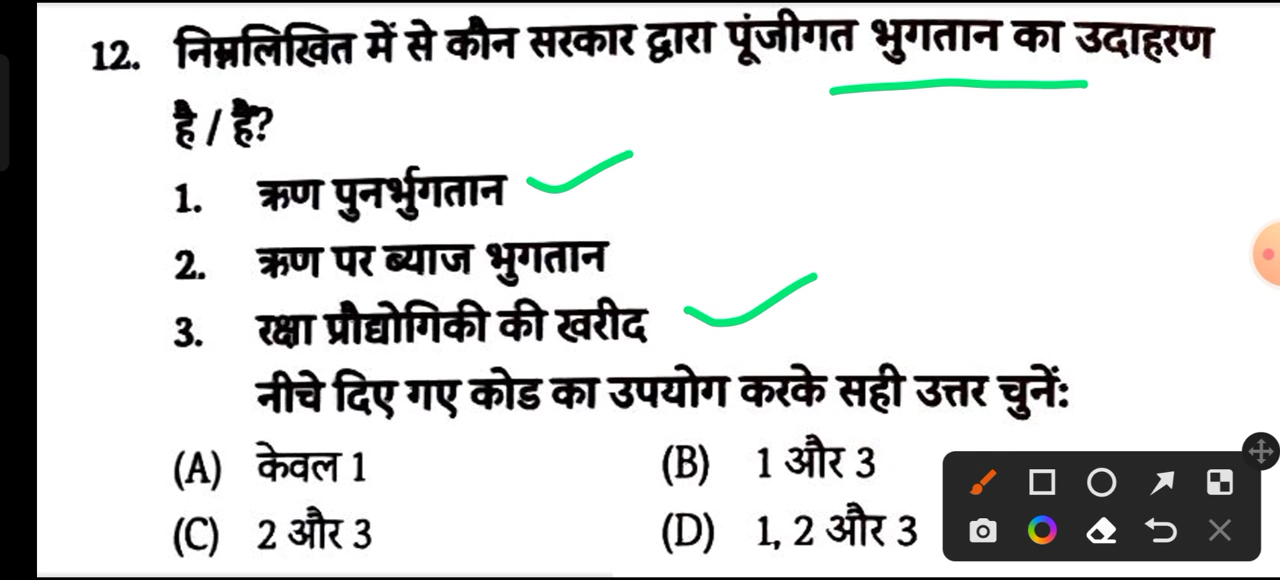 12. निम्नलिखित में से कौन सरकार द्वारा पूंजीगत भुगतान का उदाहरण
है / हैं?
1. ऋण पुनर्भुगतान
2. ऋण पर ब्याज भुगतान
3. रक्षा प्रौद्योगिकी की खरीद
नीचे दिए गए कोड का उपयोग करके सही उत्तर चुनें:
(A) केवल 1 (B) 1 और 3
(C) 2 और 3 (D) 1, 2 और 3